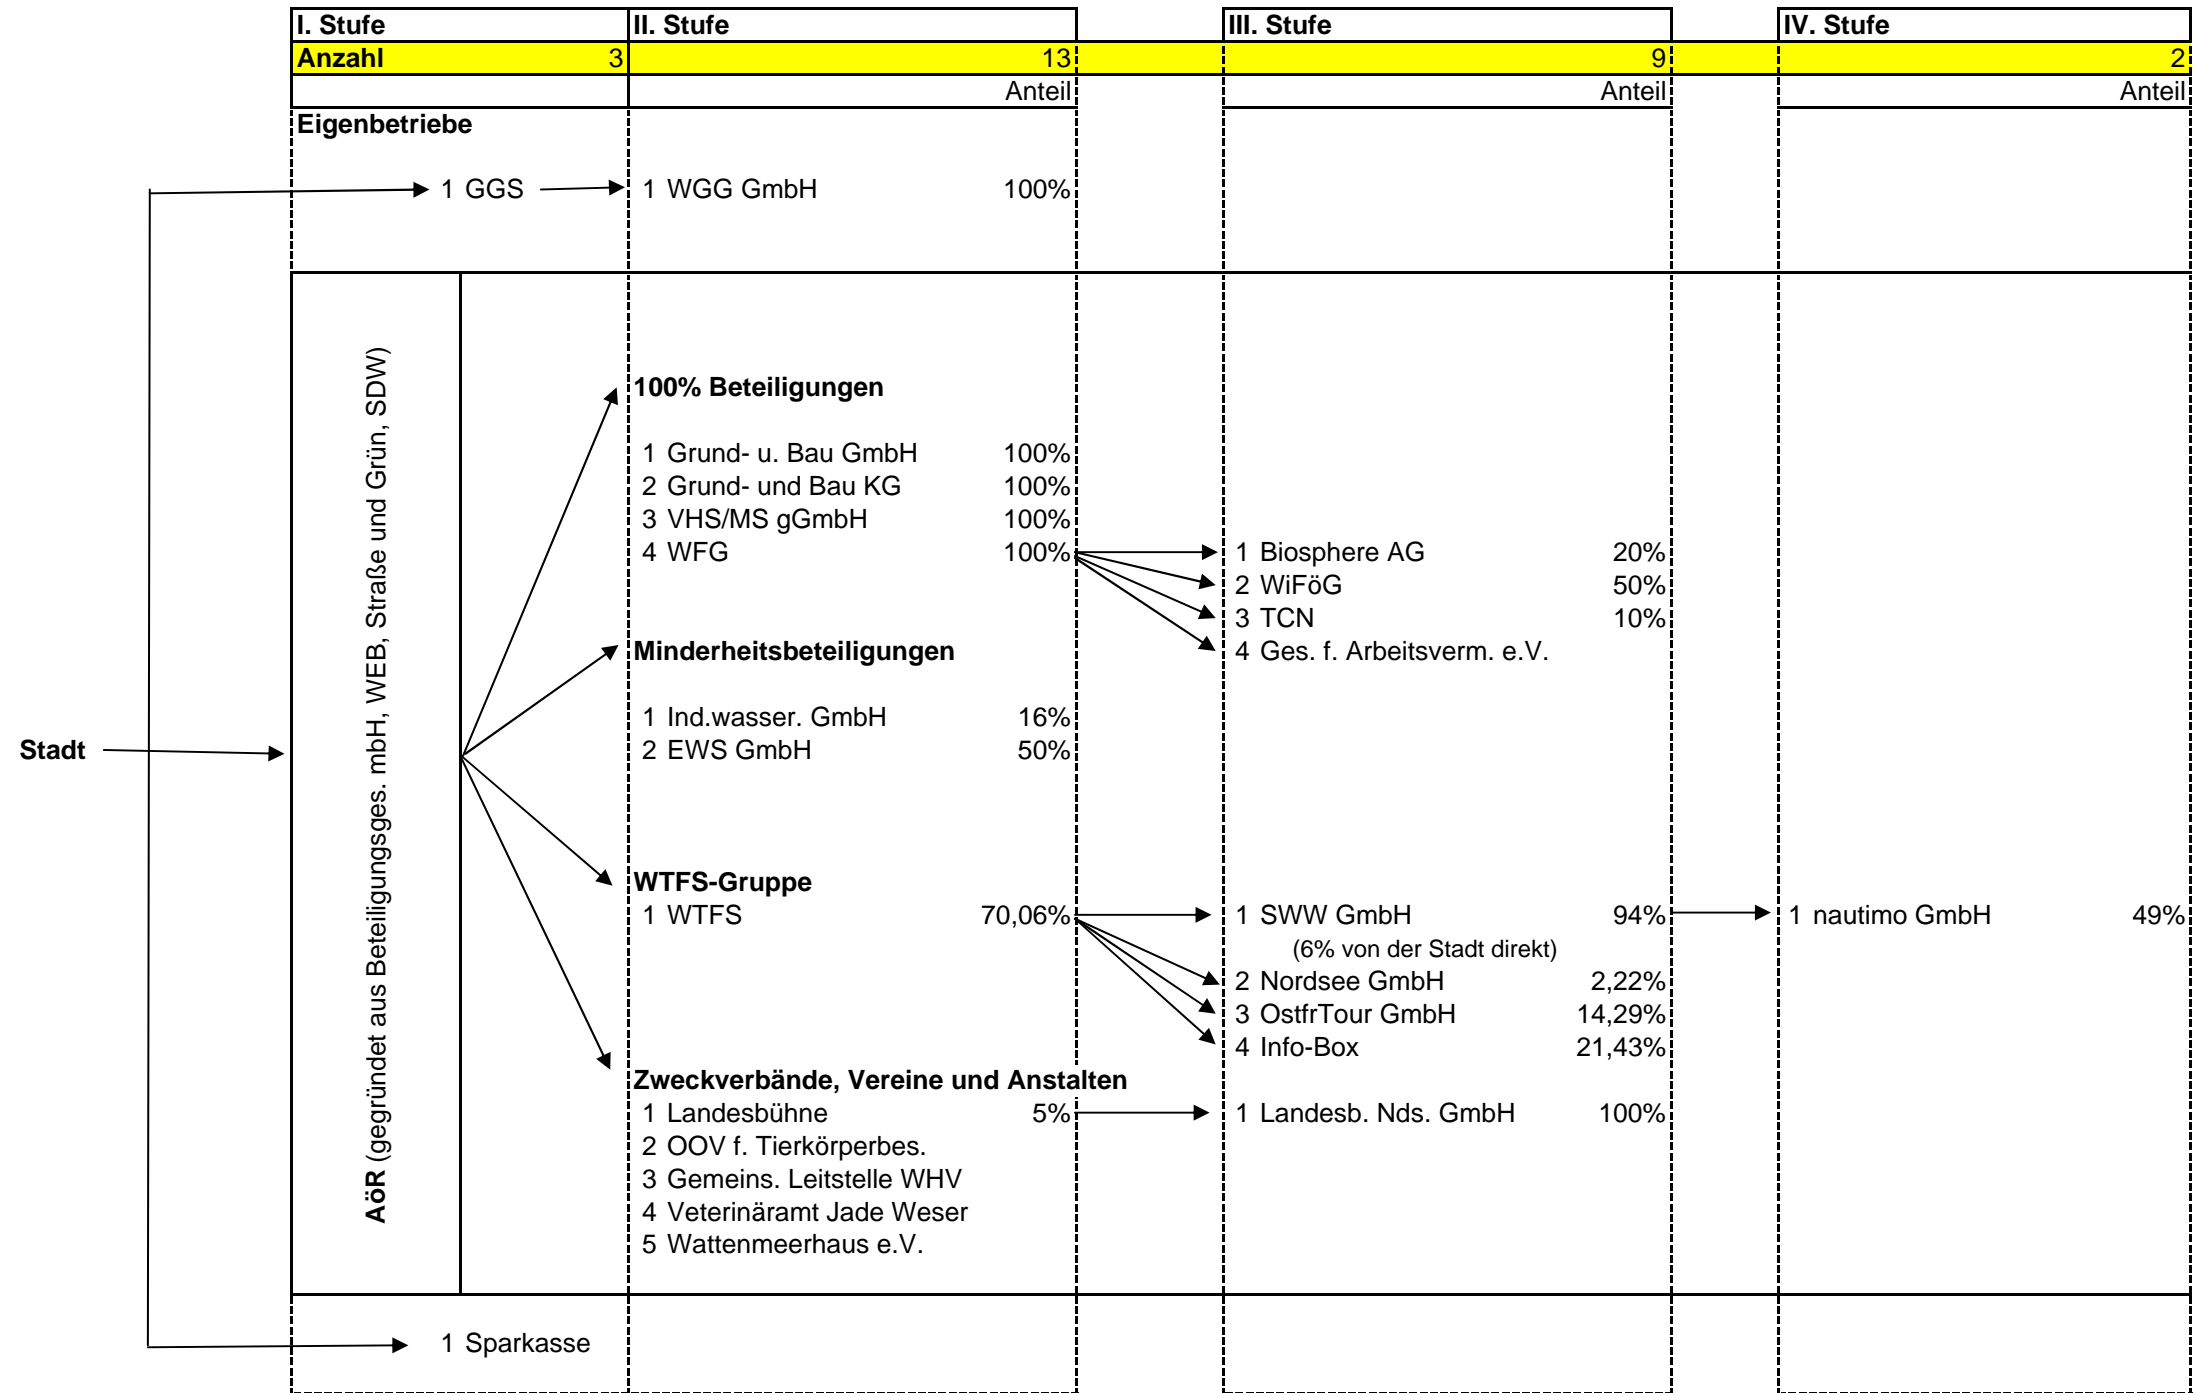 I. Stufe II. Stufe III. Stufe IV. Stufe
Anzahl 3 13 9 2
Anteil Anteil Anteil
Eigenbetriebe
1 GGS 1 WGG GmbH 100%
AöR (gegründet aus Beteiligungsges. mbH, WEB, Straße und Grün, SDW)
100% Beteiligungen
1 Grund- u. Bau GmbH 100%
2 Grund- und Bau KG 100%
3 VHS/MS gGmbH 100%
4 WFG 100% 1 Biosphere AG 20%
2 WiFöG 50%
3 TCN 10%
Minderheitsbeteiligungen 4 Ges. f. Arbeitsverm. e.V.
1 Ind.wasser. GmbH 16%
Stadt 2 EWS GmbH 50%
WTFS-Gruppe
1 WTFS 70,06% 1 SWW GmbH 94% 1 nautimo GmbH 49%
(6% von der Stadt direkt)
2 Nordsee GmbH 2,22%
3 OstfrTour GmbH 14,29%
4 Info-Box 21,43%
Zweckverbände, Vereine und Anstalten
1 Landesbühne 5% 1 Landesb. Nds. GmbH 100%
2 OOV f. Tierkörperbes.
3 Gemeins. Leitstelle WHV
4 Veterinäramt Jade Weser
5 Wattenmeerhaus e.V.
1 Sparkasse